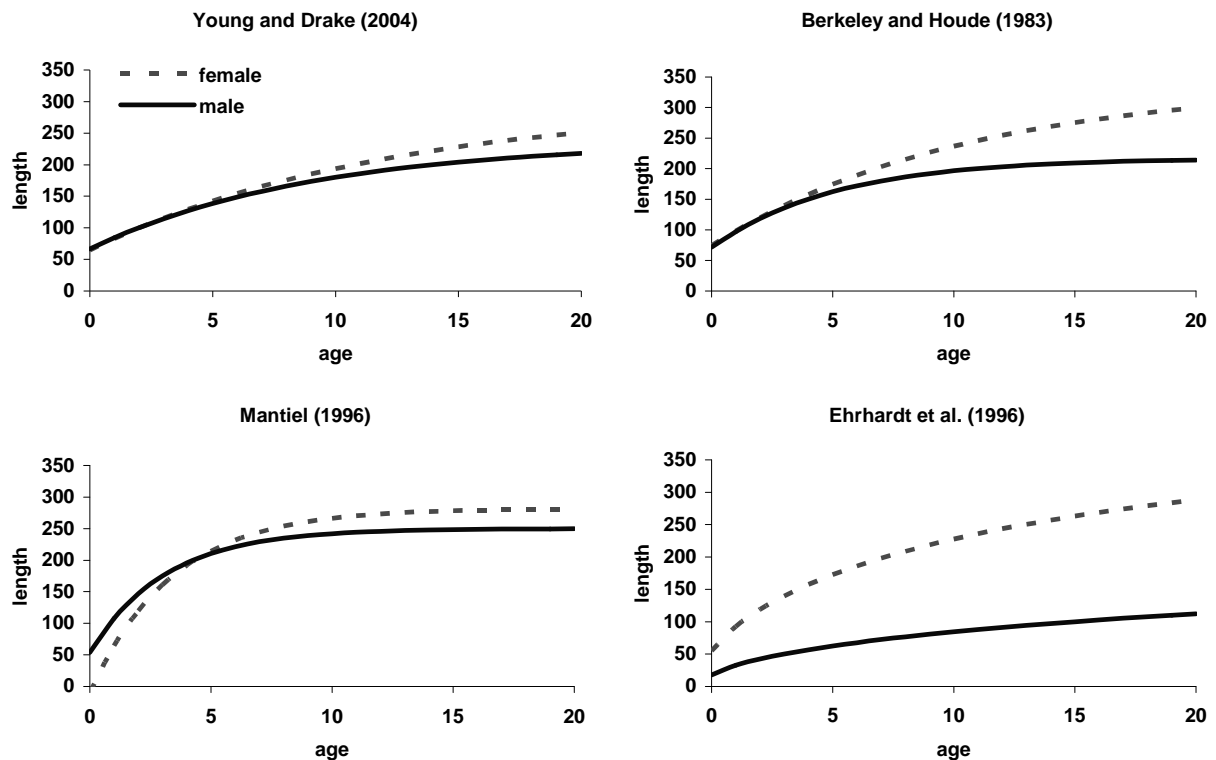 Young and Drake (2004)
350
300
250
200
150
100
50
0
length
female
male
0 5 10 15 20
age
Berkeley and Houde (1983)
350
300
250
200
150
100
50
0
length
0 5 10 15 20
age
Mantiel (1996)
350
300
250
200
150
100
50
0
length
0 5 10 15 20
age
Ehrhardt et al. (1996)
350
300
250
200
150
100
50
0
length
0 5 10 15 20
age